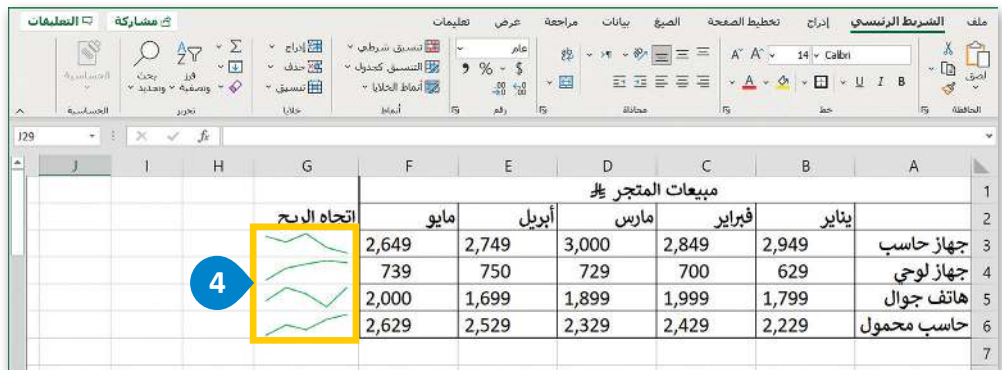 ملف الشريط الرئيسي إدراج تخطيط الصفحة الصيغ بيانات مراجعة عرض تعليمات مشاركة التعليقات
لصق Calibri 14 A^ A˅ عام تنسيق شرطي إدراج Σ
B I U A $ % 9 التنسيق كجدول حذف فرز وتصفية بحث وتحديد الحساسية
أنماط الخلايا تنسيق
الحافظة خط محاذاة رقم أنماط خلايا تحرير الحساسية
J29 fx
A B C D E F G H I J
1 مبيعات المتجر
2 يناير فبراير مارس أبريل مايو اتجاه الربح
3 جهاز حاسب 2,949 2,849 3,000 2,749 2,649
4 جهاز لوحي 629 700 729 750 739
5 هاتف جوال 1,799 1,999 1,899 1,699 2,000
6 حاسب محمول 2,229 2,429 2,329 2,529 2,629
7
4